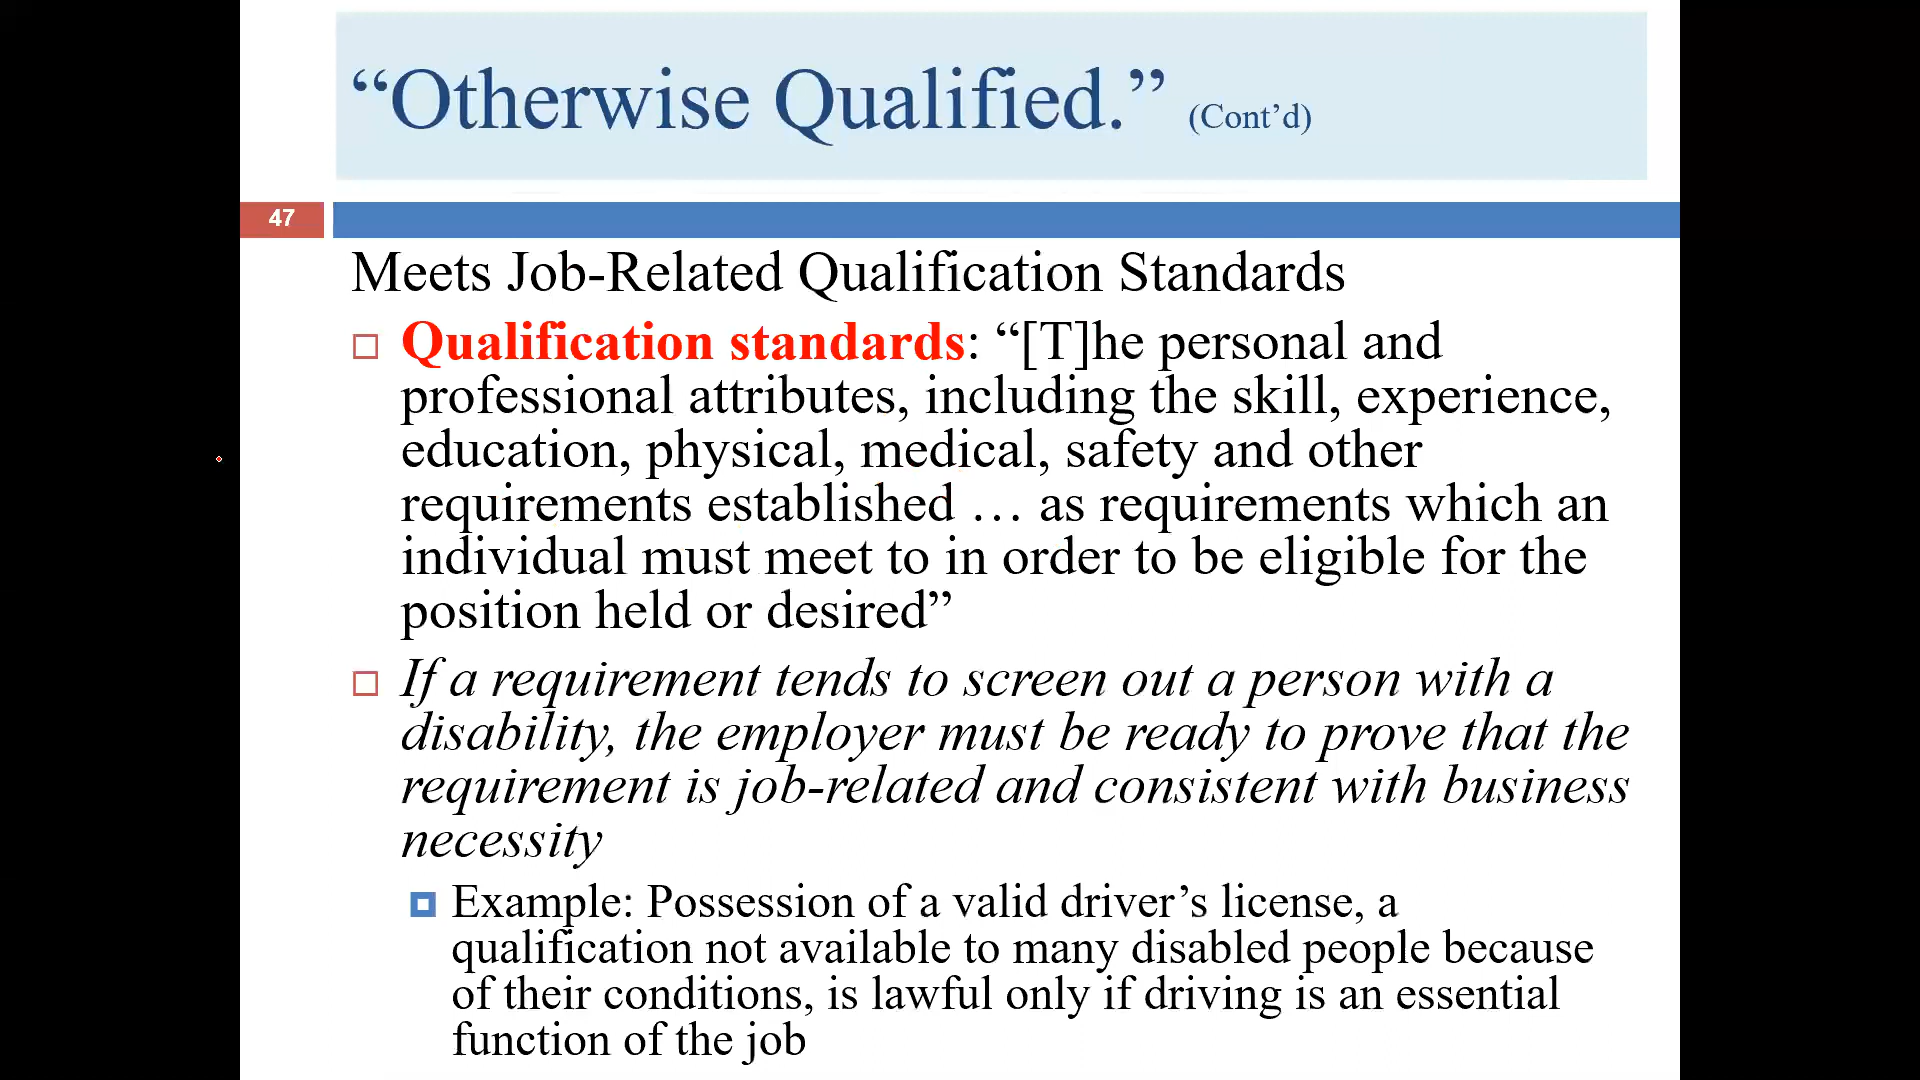 “Otherwise Qualified.” (Cont’d)
47
Meets Job-Related Qualification Standards
Qualification standards: “[T]he personal and
professional attributes, including the skill, experience,
education, physical, medical, safety and other
requirements established … as requirements which an
individual must meet to in order to be eligible for the
position held or desired”
If a requirement tends to screen out a person with a
disability, the employer must be ready to prove that the
requirement is job-related and consistent with business
necessity
Example: Possession of a valid driver’s license, a
qualification not available to many disabled people because
of their conditions, is lawful only if driving is an essential
function of the job